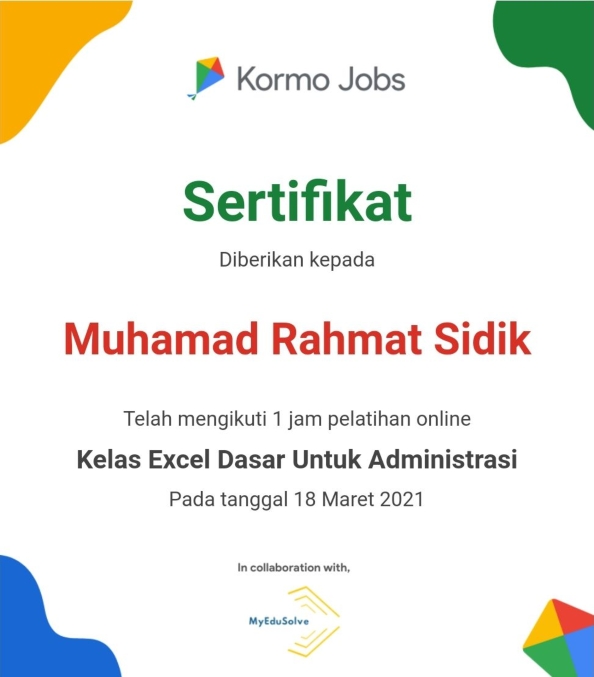 Kormo Jobs
Sertifikat
Diberikan kepada
Muhamad Rahmat Sidik
Telah mengikuti 1 jam pelatihan online
Kelas Excel Dasar Untuk Administrasi
Pada tanggal 18 Maret 2021
In collaboration with,
MyEduSolve